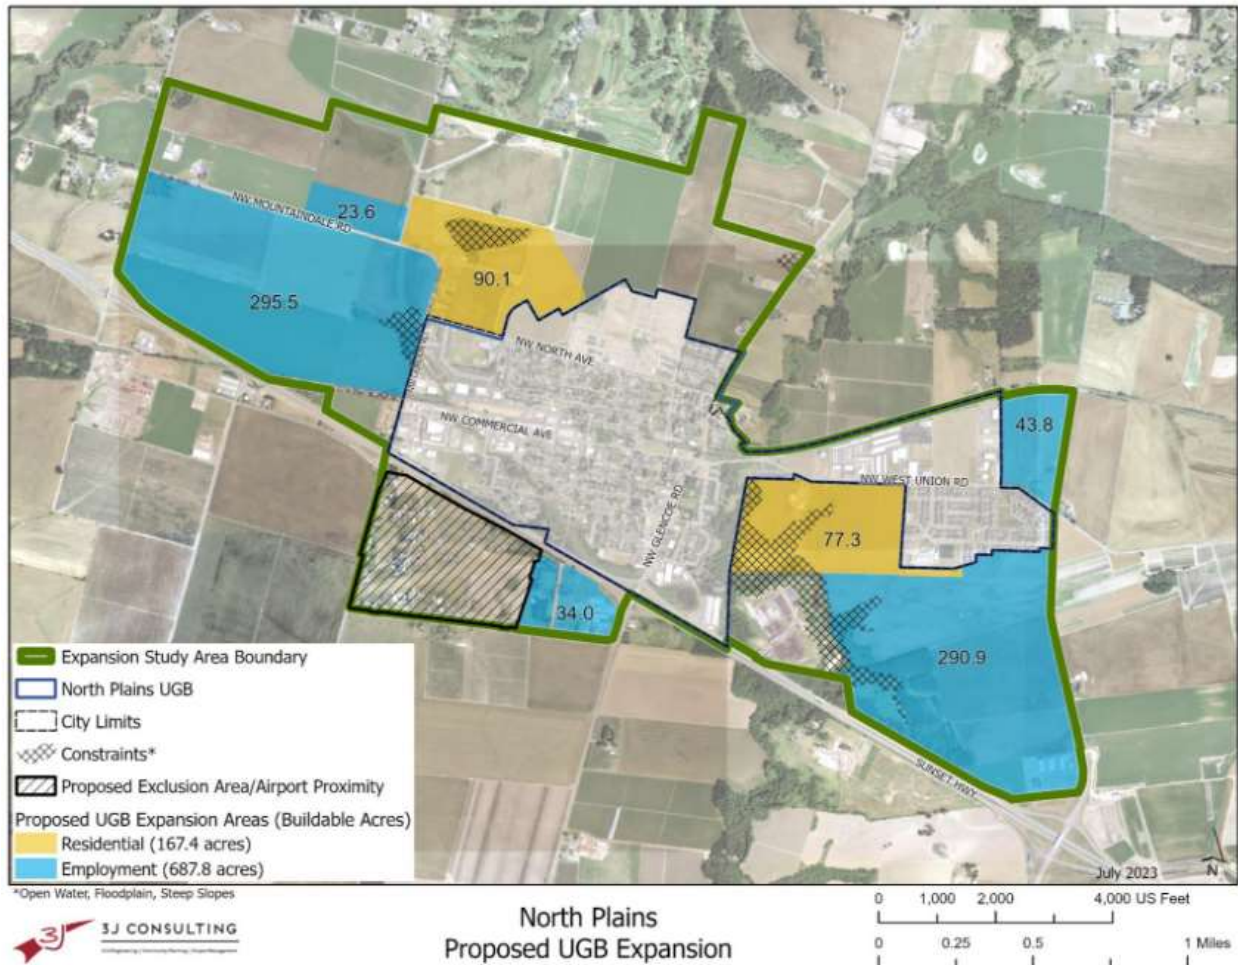 NW MOUNTAINDALE RD
23.6
90.1
295.5
NW NORTH AVE
NW COMMERCIAL AVE
43.8
NW WEST UNION RD
NW GLENCOE RD
77.3
34.0
290.9
SUNSET HWY
Expansion Study Area Boundary
North Plains UGB
City Limits
Constraints*
Proposed Exclusion Area/Airport Proximity
Proposed UGB Expansion Areas (Buildable Acres)
Residential (167.4 acres)
Employment (687.8 acres)
July 2023
N
*Open Water, Floodplain, Steep Slopes
3J
3J CONSULTING
North Plains
Proposed UGB Expansion
0 1,000 2,000 4,000 US Feet
0 0.25 0.5 1 Miles